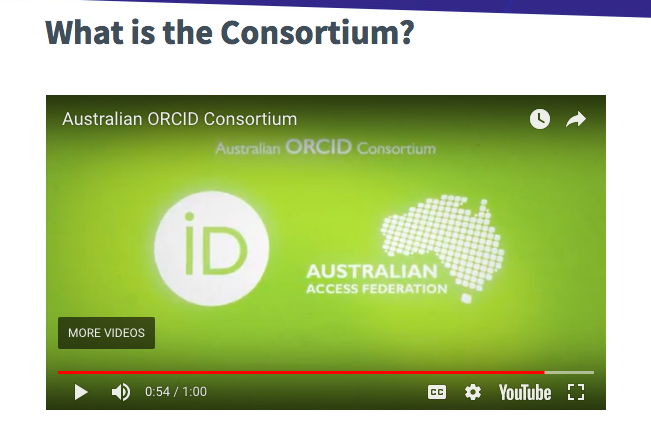 What is the Consortium?
Australian ORCID Consortium
Australian ORCID Consortium
iD
AUSTRALIAN
ACCESS FEDERATION
MORE VIDEOS
0:54 / 1:00
CC
YouTube